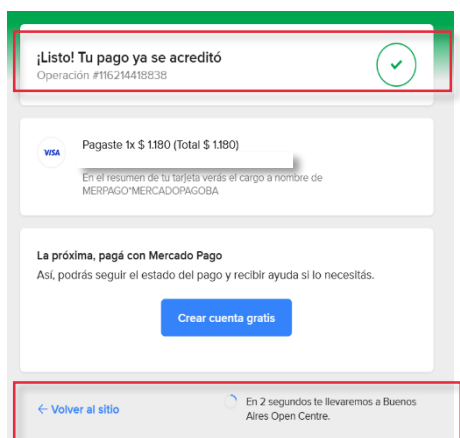 ¡Listo! Tu pago ya se acreditó
Operación #116214418838
VISA
Pagaste 1x $ 1.180 (Total $ 1.180)
En el resumen de tu tarjeta verás el cargo a nombre de
MERPAGO*MERCADOPAGOBA
La próxima, pagá con Mercado Pago
Así, podrás seguir el estado del pago y recibir ayuda si lo necesitás.
Crear cuenta gratis
← Volver al sitio
En 2 segundos te llevaremos a Buenos
Aires Open Centre.